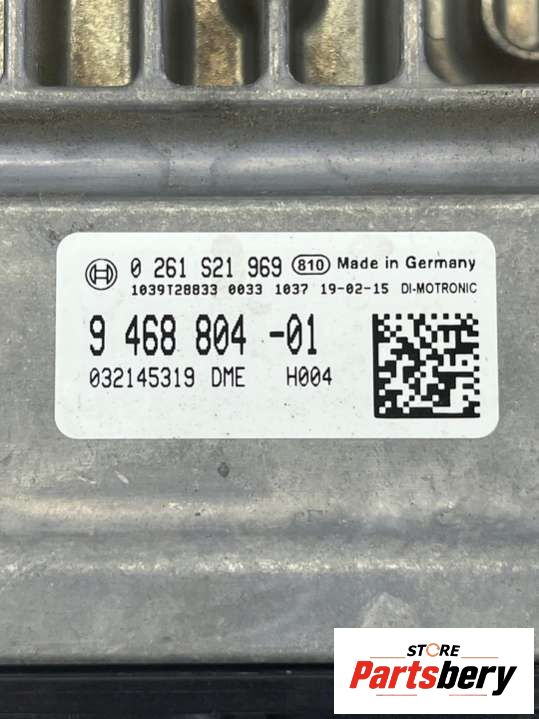 0 261 S21 969 810 Made in Germany
1039T28833 0033 1037 19-02-15 DI-MOTRONIC
9 468 804 -01
032145319 DME H004
STORE
Partsbery